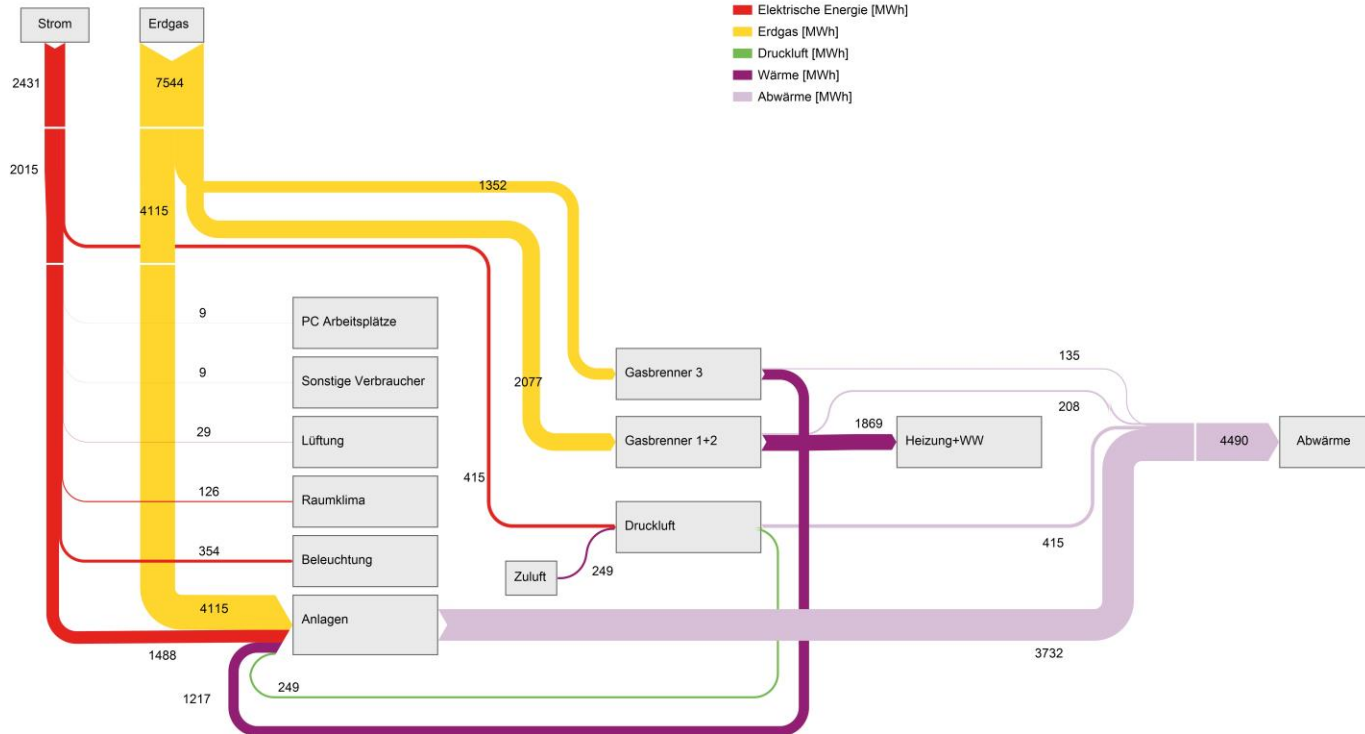 Strom
Erdgas
Elektrische Energie [MWh]
Erdgas [MWh]
Druckluft [MWh]
Wärme [MWh]
Abwärme [MWh]
2431
7544
2015
1352
4115
9
PC Arbeitsplätze
135
Gasbrenner 3
9
Sonstige Verbraucher
2077
208
29
Lüftung
Gasbrenner 1+2
1869
Heizung+WW
4490
Abwärme
415
126
Raumklima
Druckluft
415
354
Beleuchtung
Zuluft
249
4115
Anlagen
1488
3732
249
1217